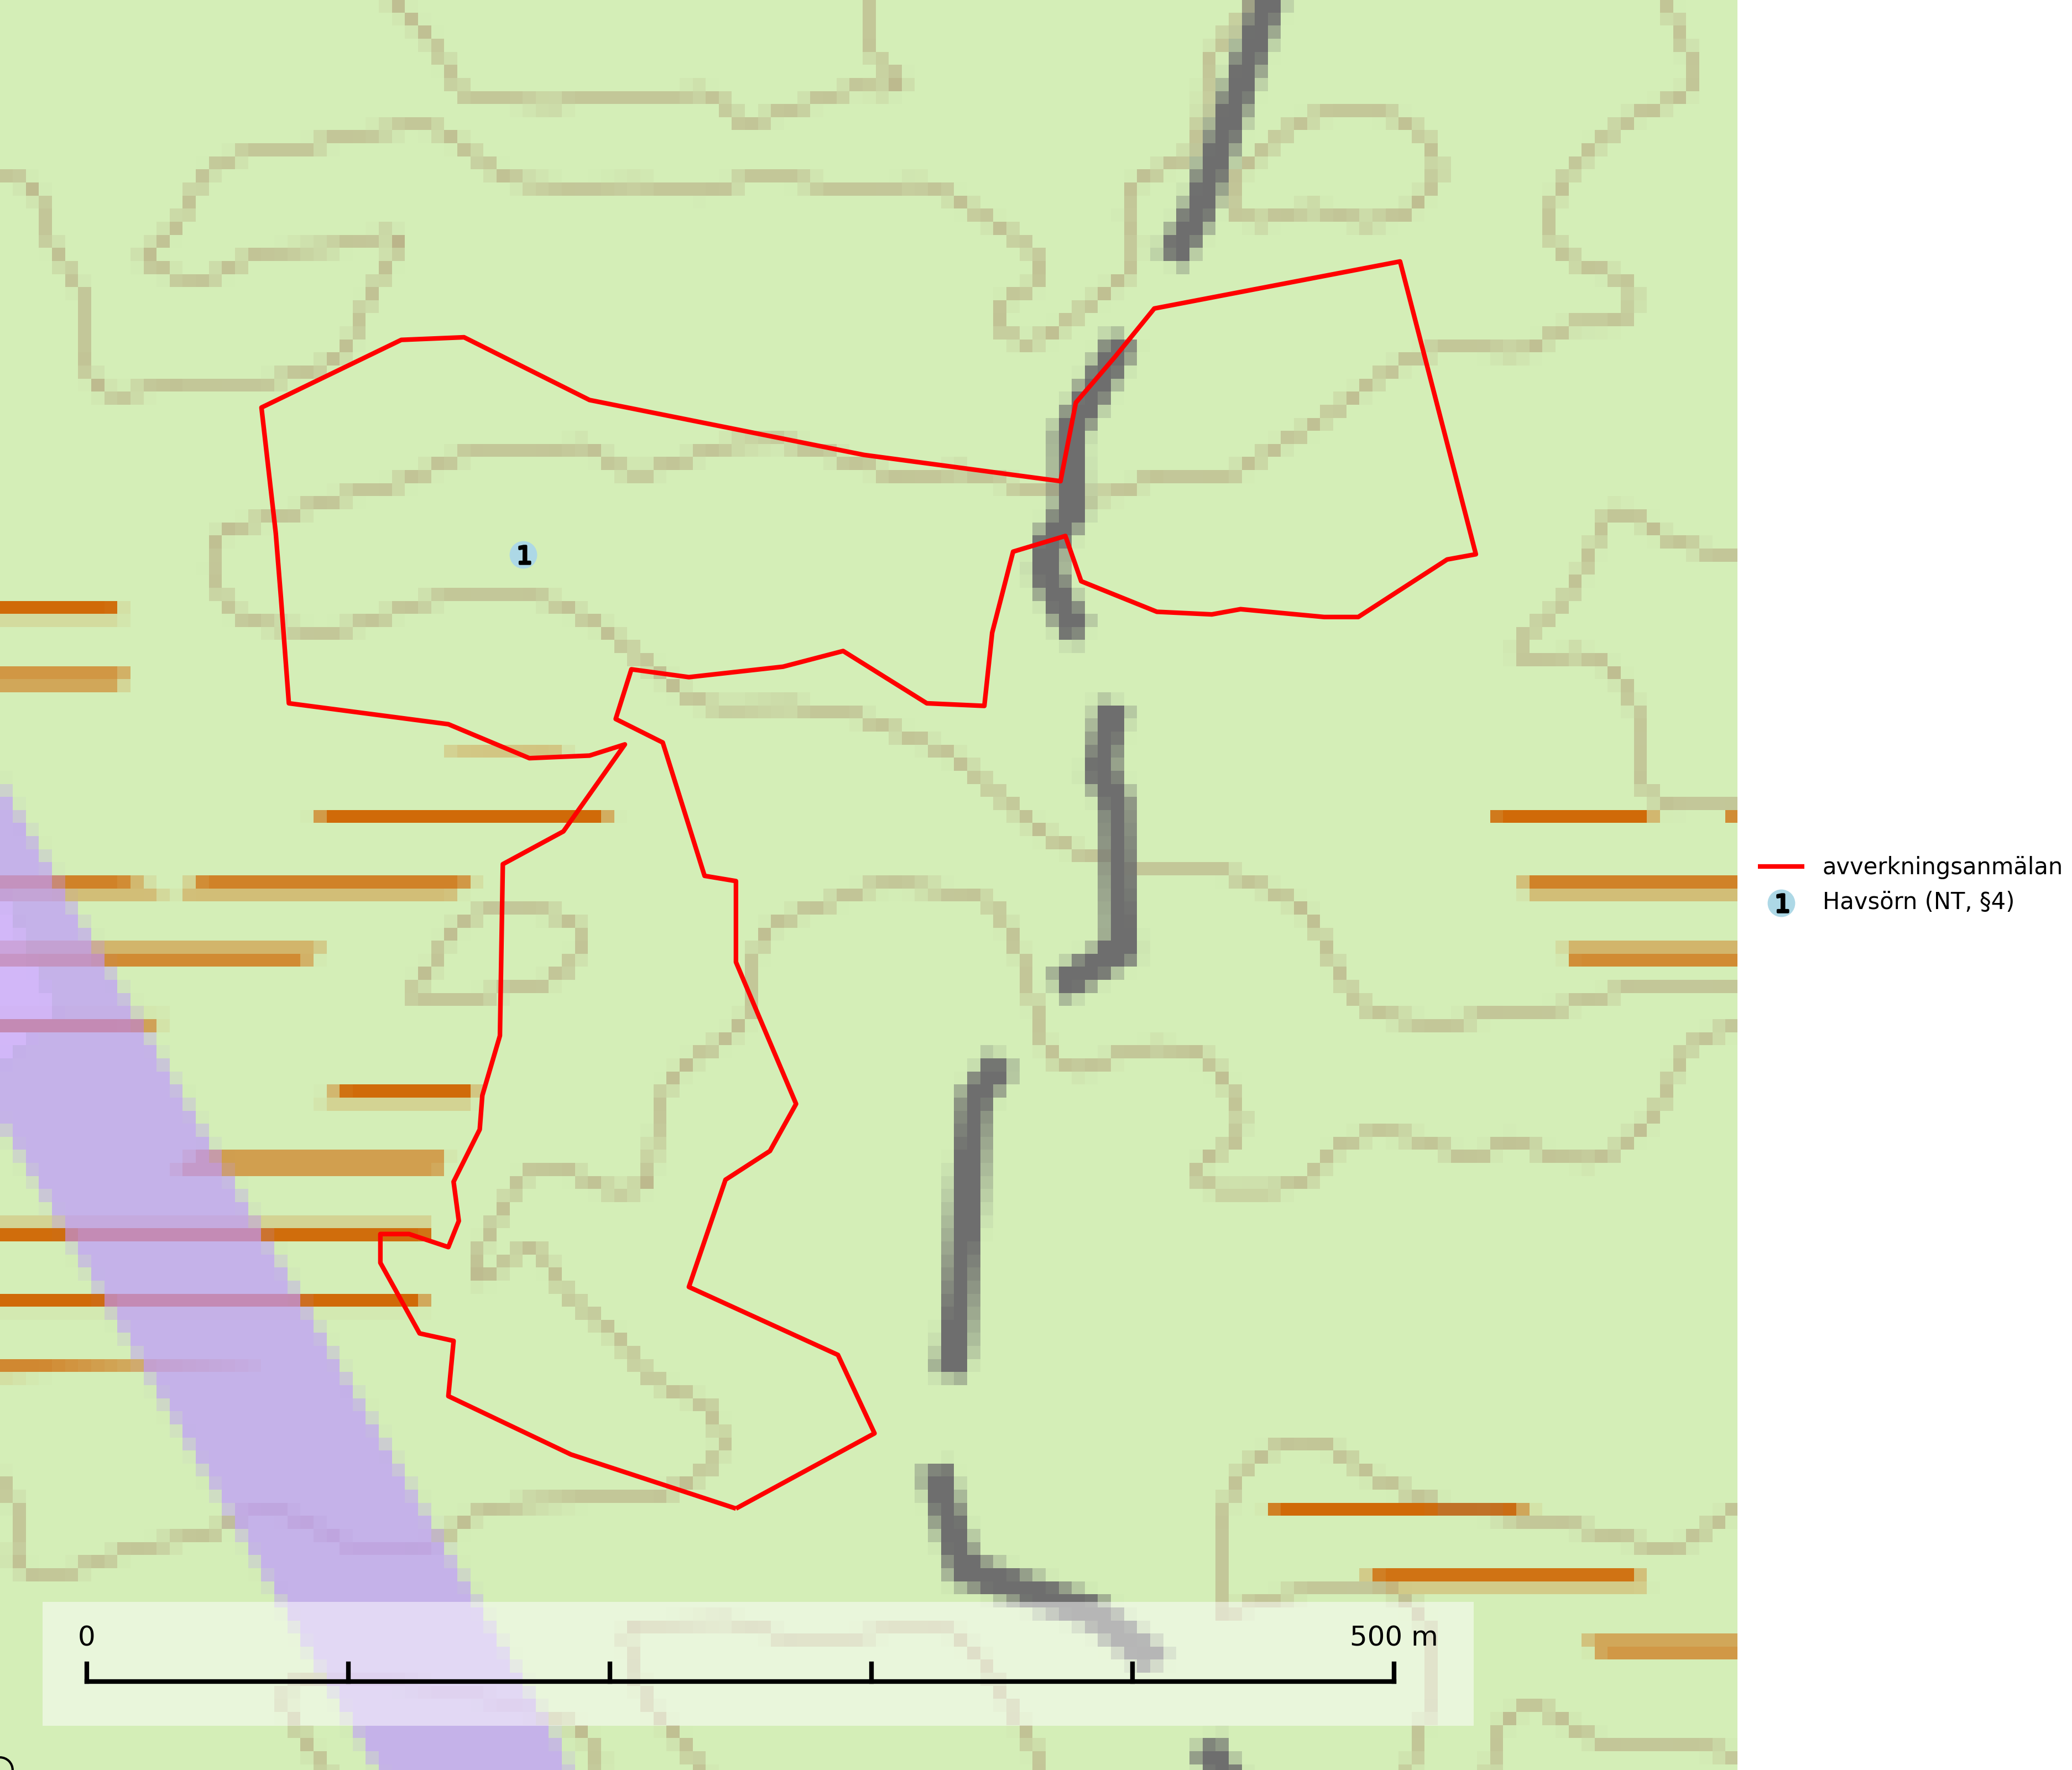 1
avverkningsanmälan
1 Havsörn (NT, §4)
0 500 m